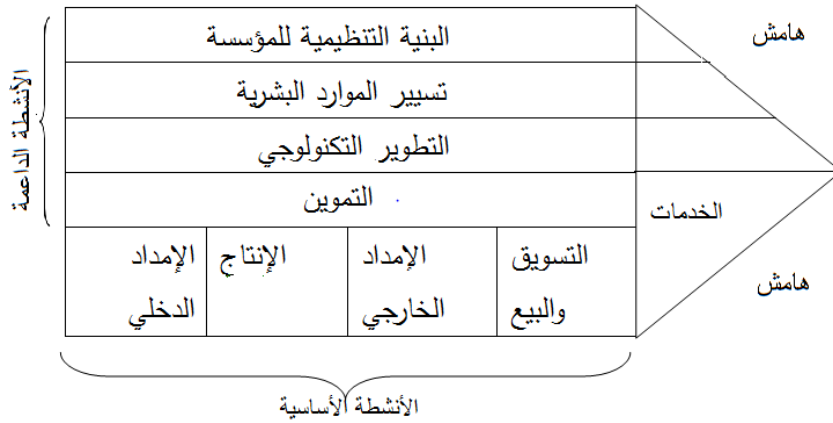 البنية التنظيمية للمؤسسة
هامش
تسيير الموارد البشرية
التطوير التكنولوجي
التموين
الأنشطة الداعمة
الخدمات
التسويق
والبيع
الإمداد
الخارجي
الإنتاج
الإمداد
الدخلي
هامش
الأنشطة الأساسية